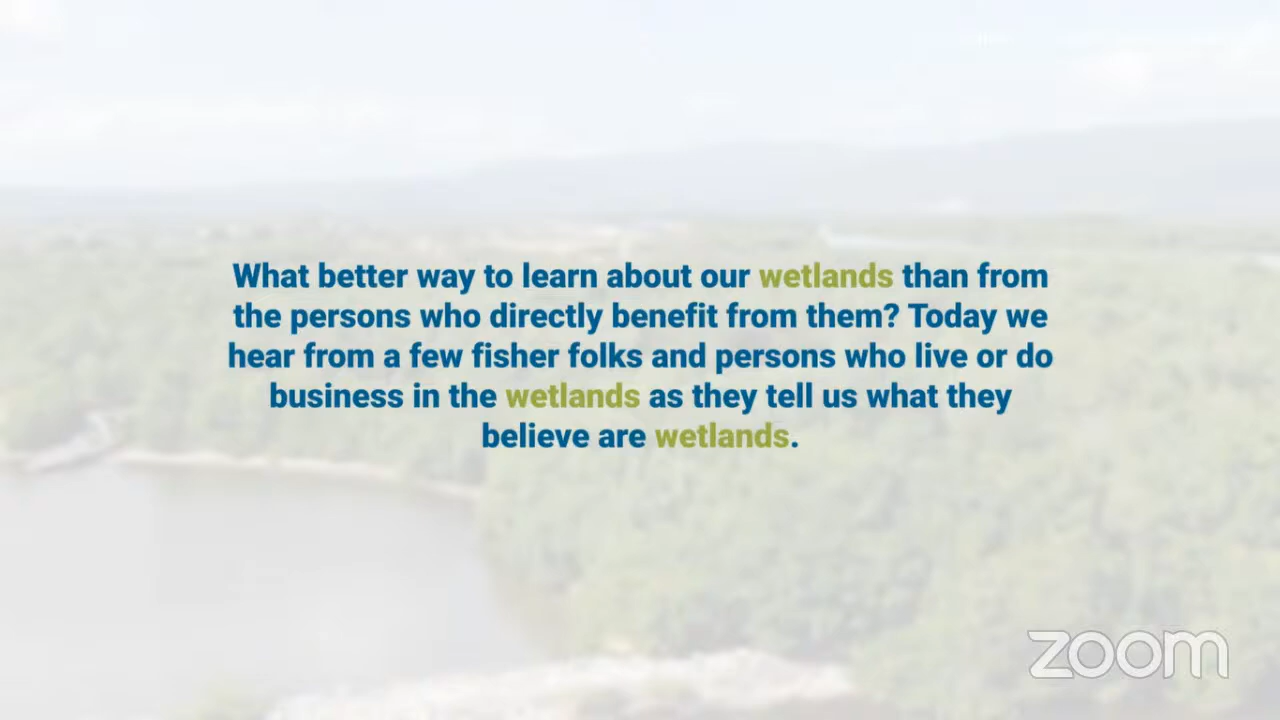 What better way to learn about our wetlands than from
the persons who directly benefit from them? Today we
hear from a few fisher folks and persons who live or do
business in the wetlands as they tell us what they
believe are wetlands.
zoom